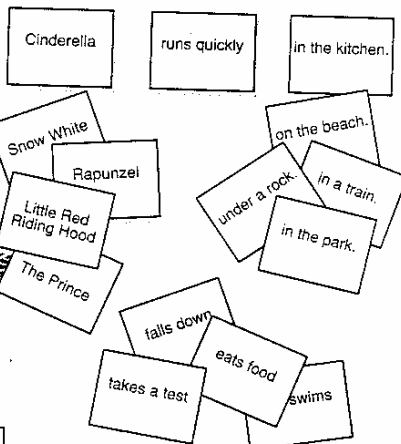 Cinderella
runs quickly
in the kitchen.
Snow White
Rapunzel
Little Red
Riding Hood
The Prince
on the beach.
in a train.
under a rock.
in the park.
falls down
eats food
takes a test
swims